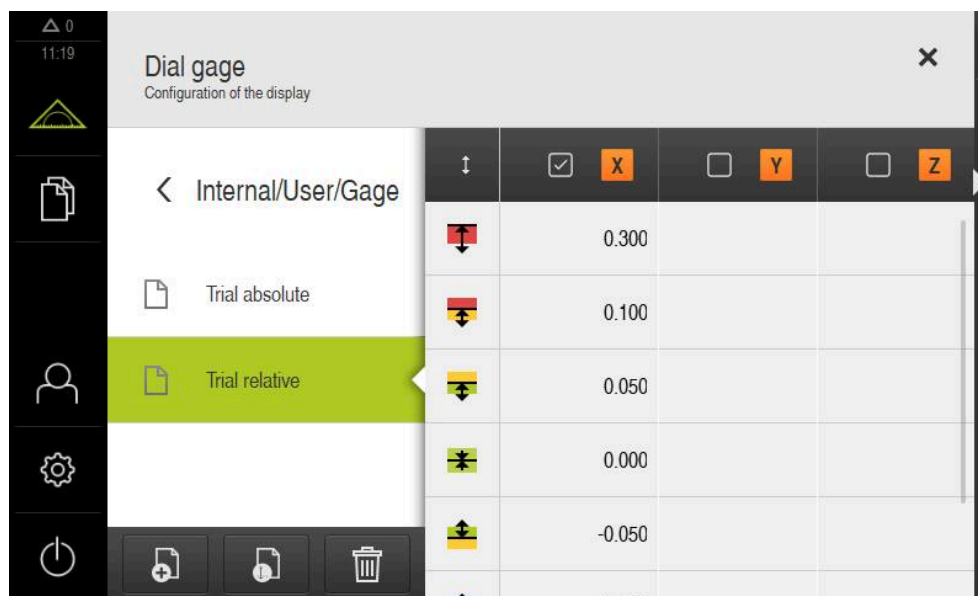 0
11:19
Dial gage
Configuration of the display
Internal/User/Gage
Trial absolute
Trial relative
X Y Z
0.300
0.100
0.050
0.000
-0.050